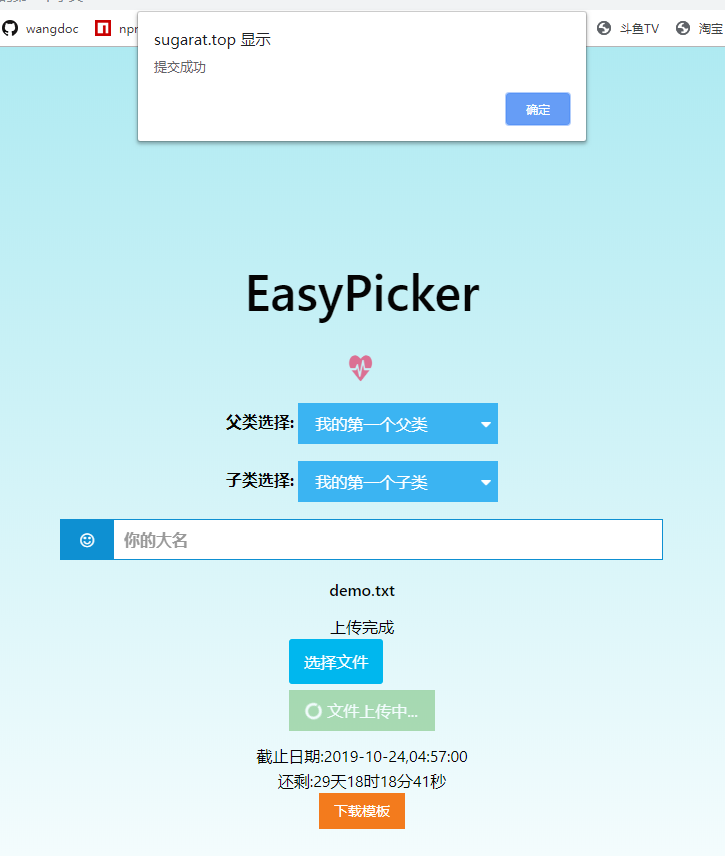 wangdoc
sugarat.top 显示
斗鱼TV
淘宝
提交成功
确定
EasyPicker
父类选择: 我的第一个父类
子类选择: 我的第一个子类
你的大名
demo.txt
上传完成
选择文件
文件上传中...
截止日期:2019-10-24,04:57:00
还剩:29天18时18分41秒
下载模板